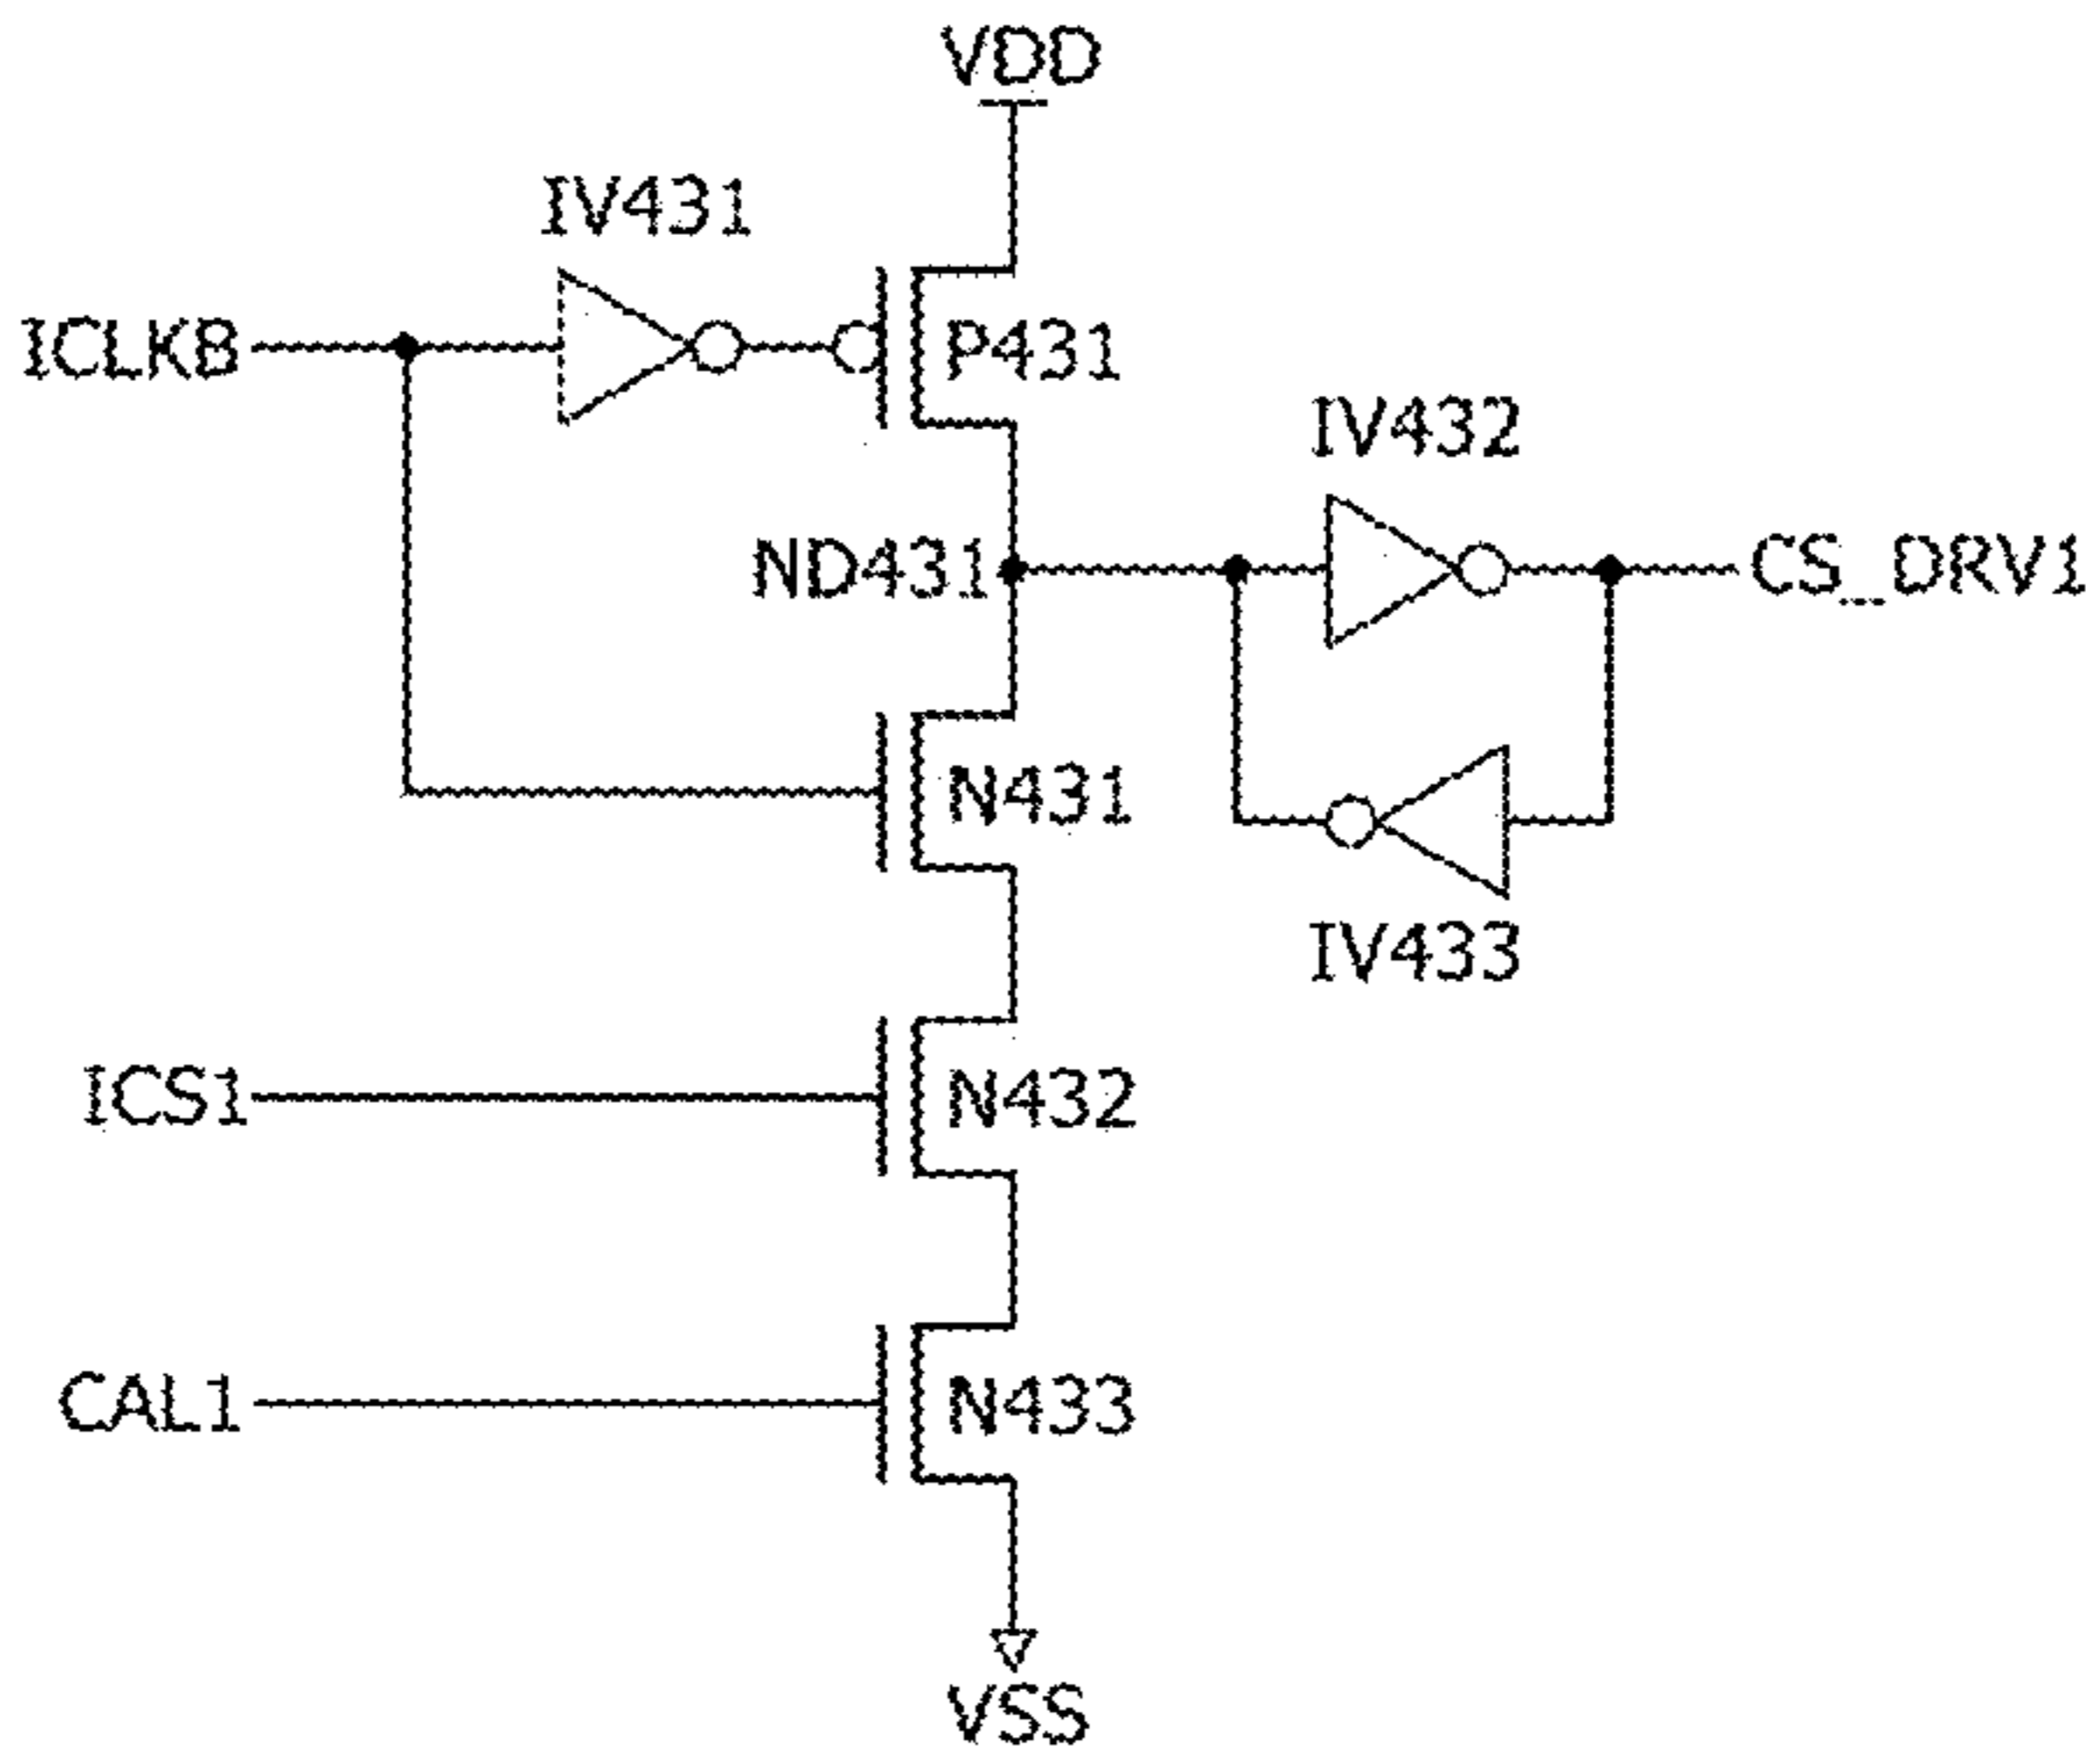 VDD
IV431
ICLKB
P431
IV432
ND431
CS_DRV1
N431
IV433
ICS1
N432
CAL1
N433
VSS